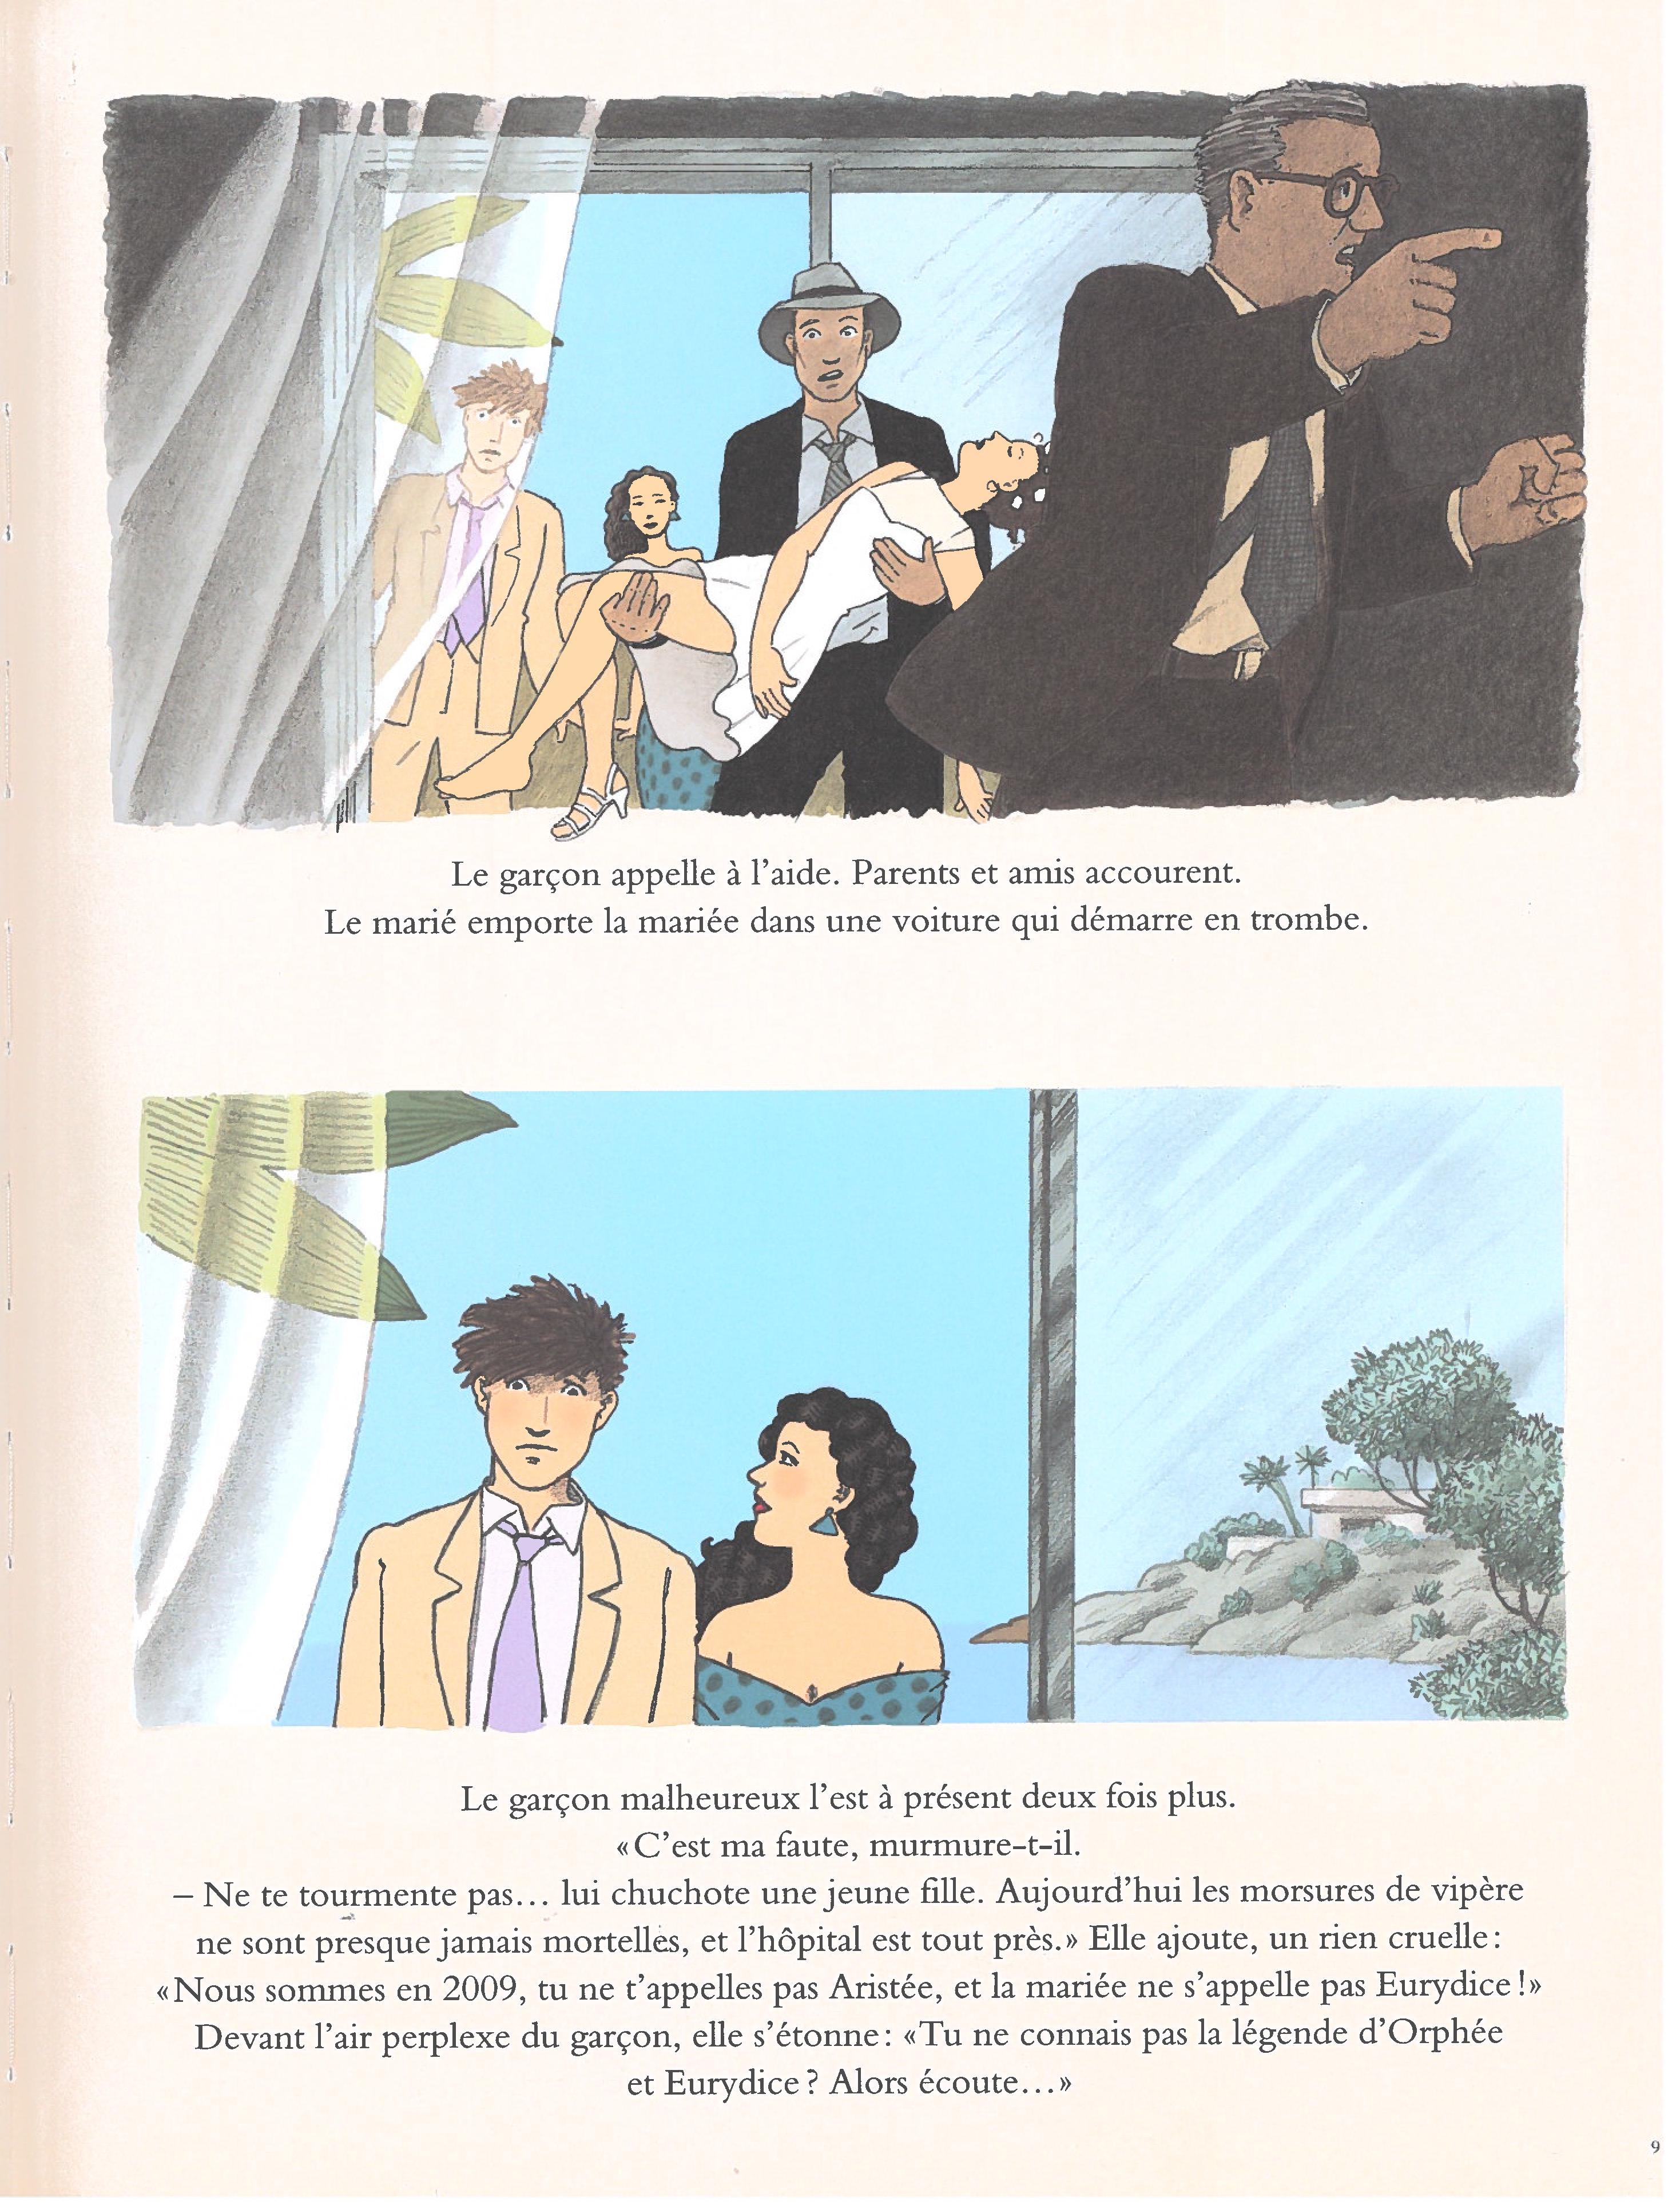 Le garçon appelle à l’aide. Parents et amis accourent.
Le marié emporte la mariée dans une voiture qui démarre en trombe.
Le garçon malheureux l’est à présent deux fois plus.
«C’est ma faute, murmure-t-il.
– Ne te tourmente pas… lui chuchote une jeune fille. Aujourd’hui les morsures de vipère
ne sont presque jamais mortelles, et l’hôpital est tout près.» Elle ajoute, un rien cruelle:
«Nous sommes en 2009, tu ne t’appelles pas Aristée, et la mariée ne s’appelle pas Eurydice!»
Devant l’air perplexe du garçon, elle s’étonne: «Tu ne connais pas la légende d’Orphée
et Eurydice? Alors écoute…»
9